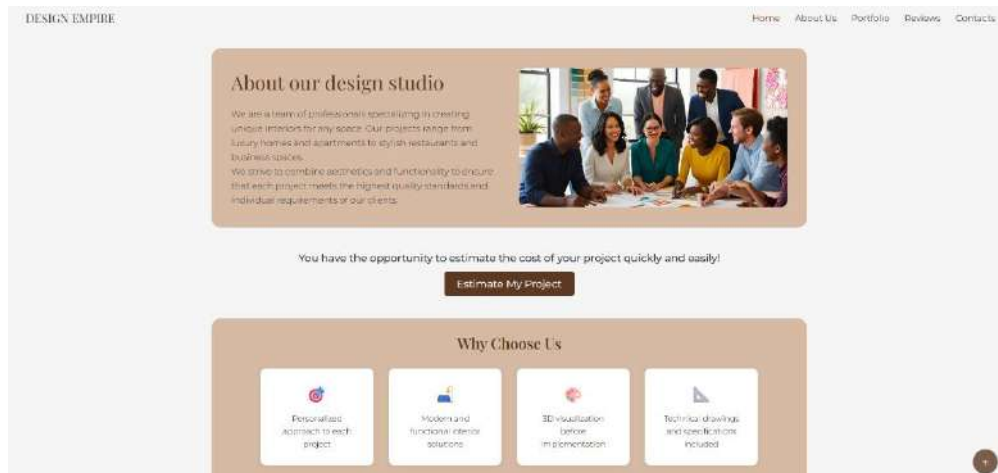 DESIGN EMPIRE
Home About Us Portfolio Reviews Contacts
About our design studio
We are a team of professionals specializing in creating
unique interiors for any space. Our projects range from
luxury homes and apartments to stylish restaurants and
business spaces.
We strive to combine aesthetics and functionality to ensure
that each project meets the highest quality standards and
individual requirements of our clients.
You have the opportunity to estimate the cost of your project quickly and easily!
Estimate My Project
Why Choose Us
Personalized
approach to each
project
Modern and
functional interior
solutions
3D visualization
before
implementation
Technical drawings
and specifications
included